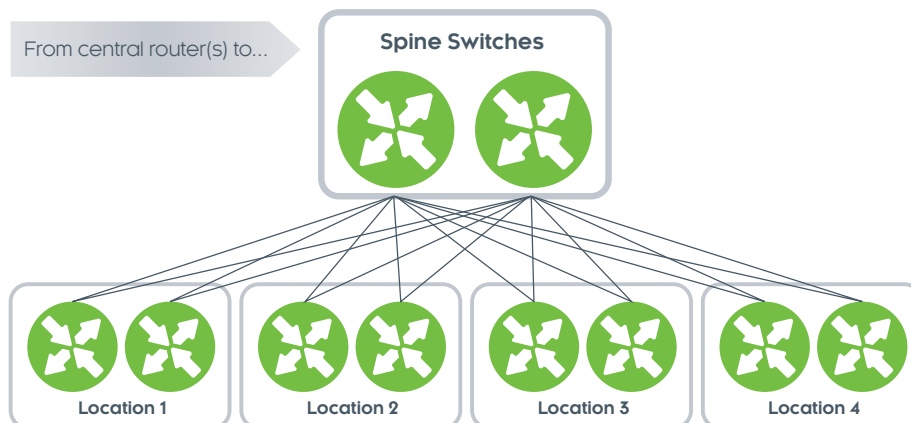 From central router(s) to...
Spine Switches
Location 1
Location 2
Location 3
Location 4